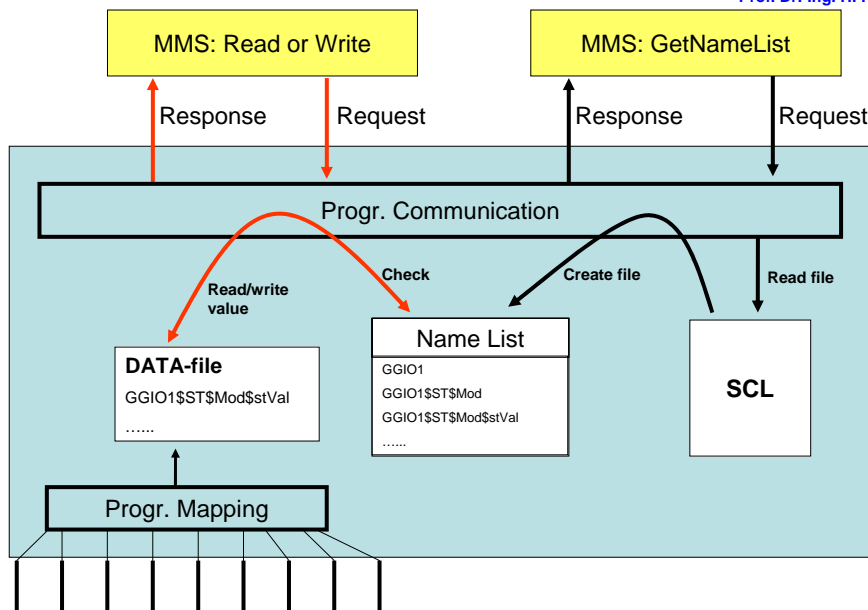 MMS: Read or Write
MMS: GetNameList
Response
Request
Response
Request
Progr. Communication
Read/write
value
Check
Create file
Read file
DATA-file
GGIO1$ST$Mod$stVal
…...
Name List
GGIO1
GGIO1$ST$Mod
GGIO1$ST$Mod$stVal
…...
SCL
Progr. Mapping